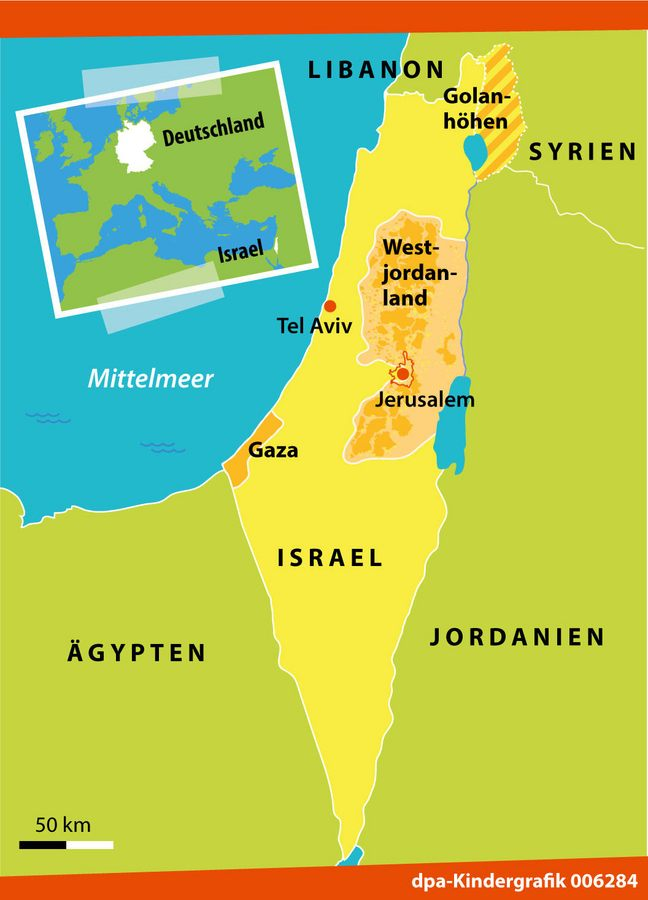 LIBANON
Golan-
höhen
SYRIEN
Deutschland
Israel
West-
jordan-
land
Tel Aviv
Mittelmeer
Jerusalem
Gaza
ISRAEL
ÄGYPTEN
JORDANIEN
50 km
dpa-Kindergrafik 006284